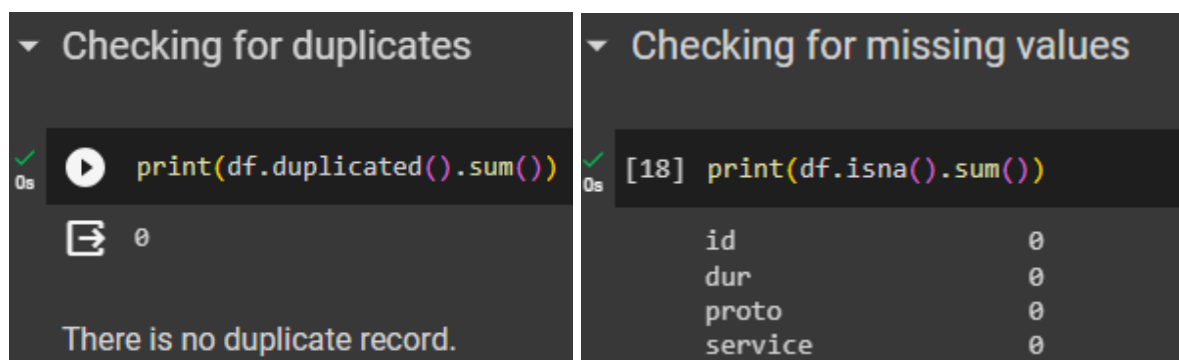 Checking for duplicates
0s
print(df.duplicated().sum())
0
There is no duplicate record.
Checking for missing values
0s
[18] print(df.isna().sum())
id 0
dur 0
proto 0
service 0